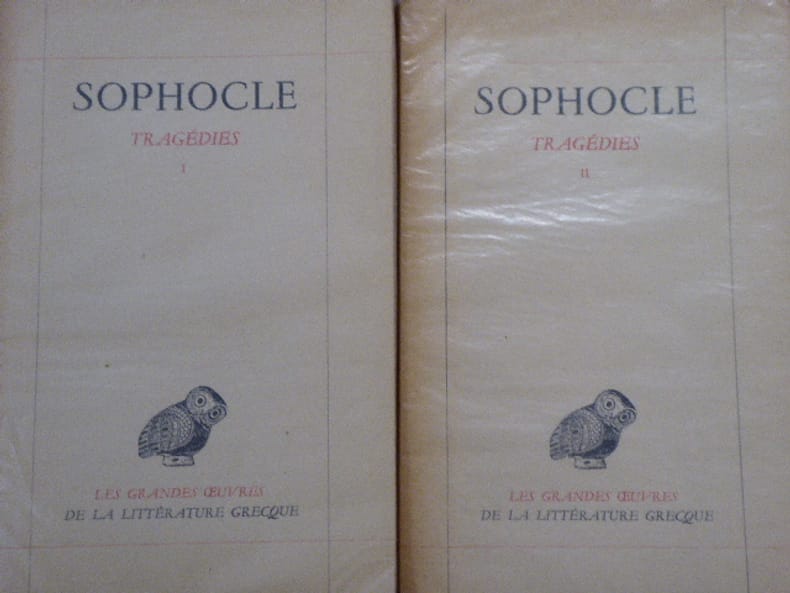 SOPHOCLE
TRAGÉDIES
I
LES GRANDES ŒUVRES
DE LA LITTÉRATURE GRECQUE
SOPHOCLE
TRAGÉDIES
II
LES GRANDES ŒUVRES
DE LA LITTÉRATURE GRECQUE